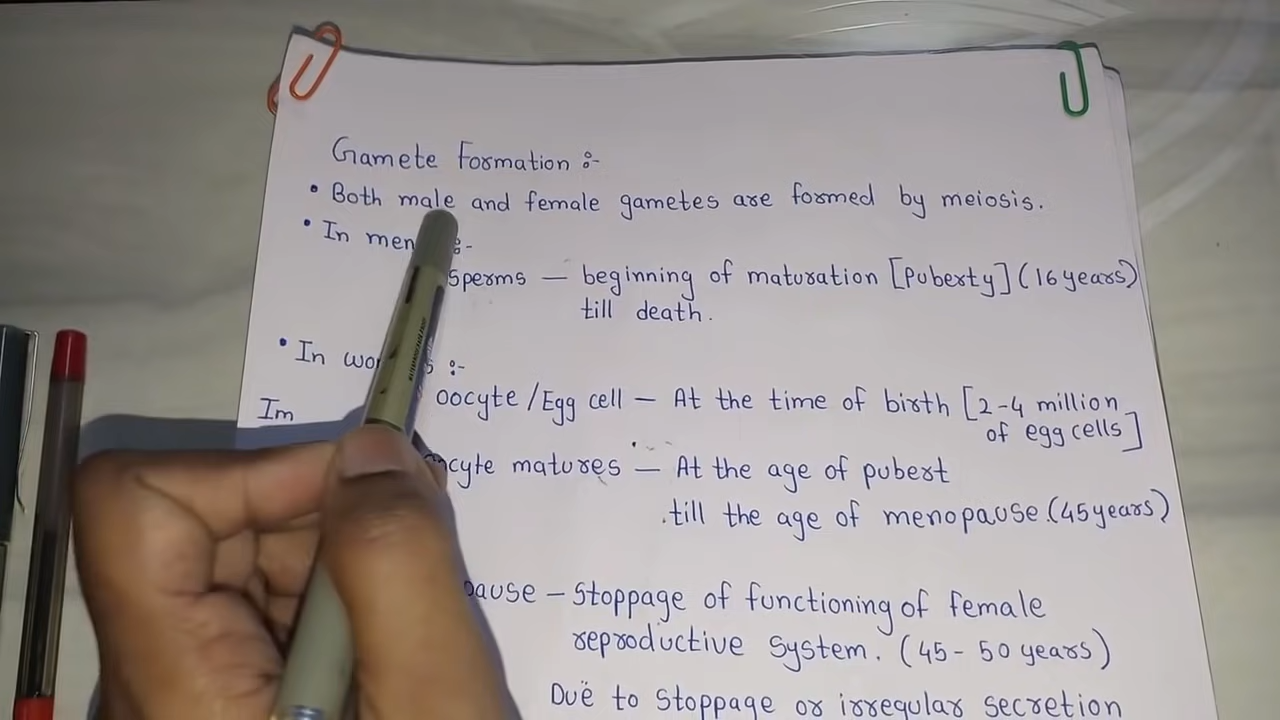 Gamete Formation :-
• Both male and female gametes are formed by meiosis.
• In men :-
sperms — beginning of maturation [Puberty] (16 years)
till death.
• In :-
Im oocyte / Egg cell — At the time of birth [2-4 million
of egg cells]
matures — At the age of pubert
.till the age of menopause.(45 years)
— Stoppage of functioning of female
reproductive system. (45 - 50 years)
Due to stoppage or irregular secretion